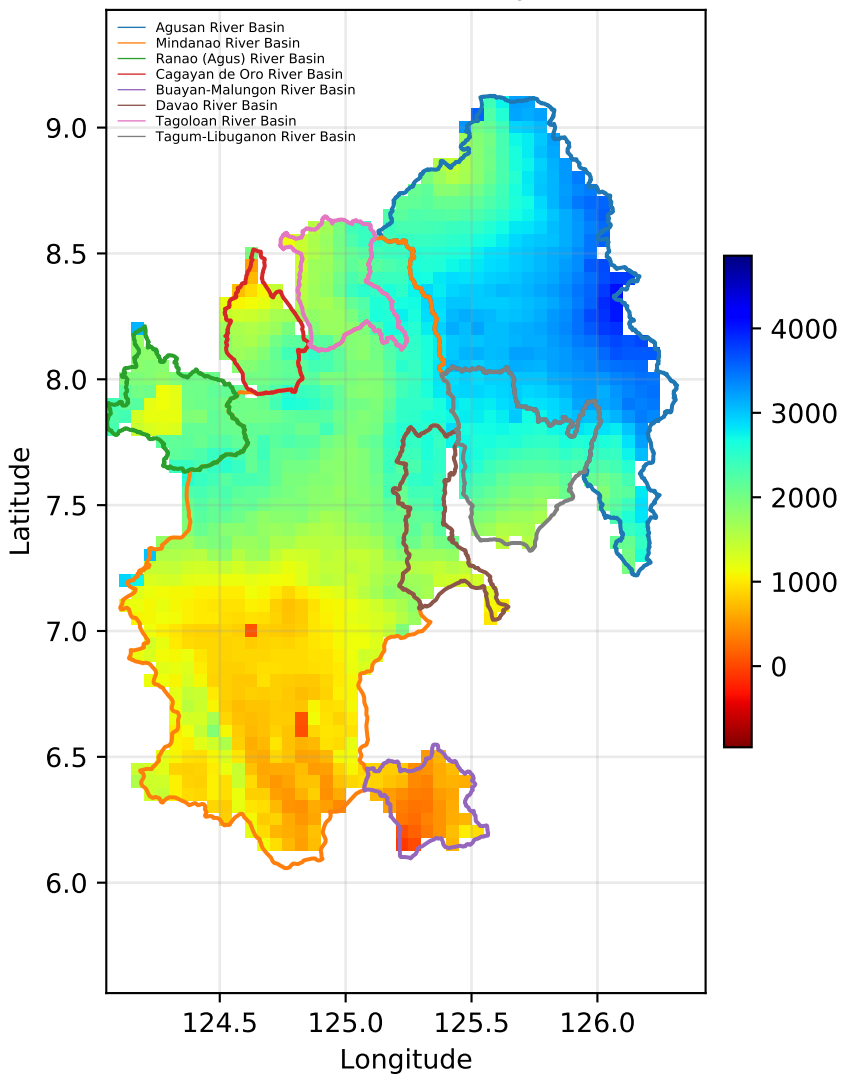 Agusan River Basin
Mindanao River Basin
Ranao (Agus) River Basin
Cagayan de Oro River Basin
Buayan-Malungon River Basin
Davao River Basin
Tagoloan River Basin
Tagum-Libuganon River Basin
9.0
8.5
8.0
7.5
7.0
6.5
6.0
Latitude
124.5 125.0 125.5 126.0
Longitude
4000
3000
2000
1000
0